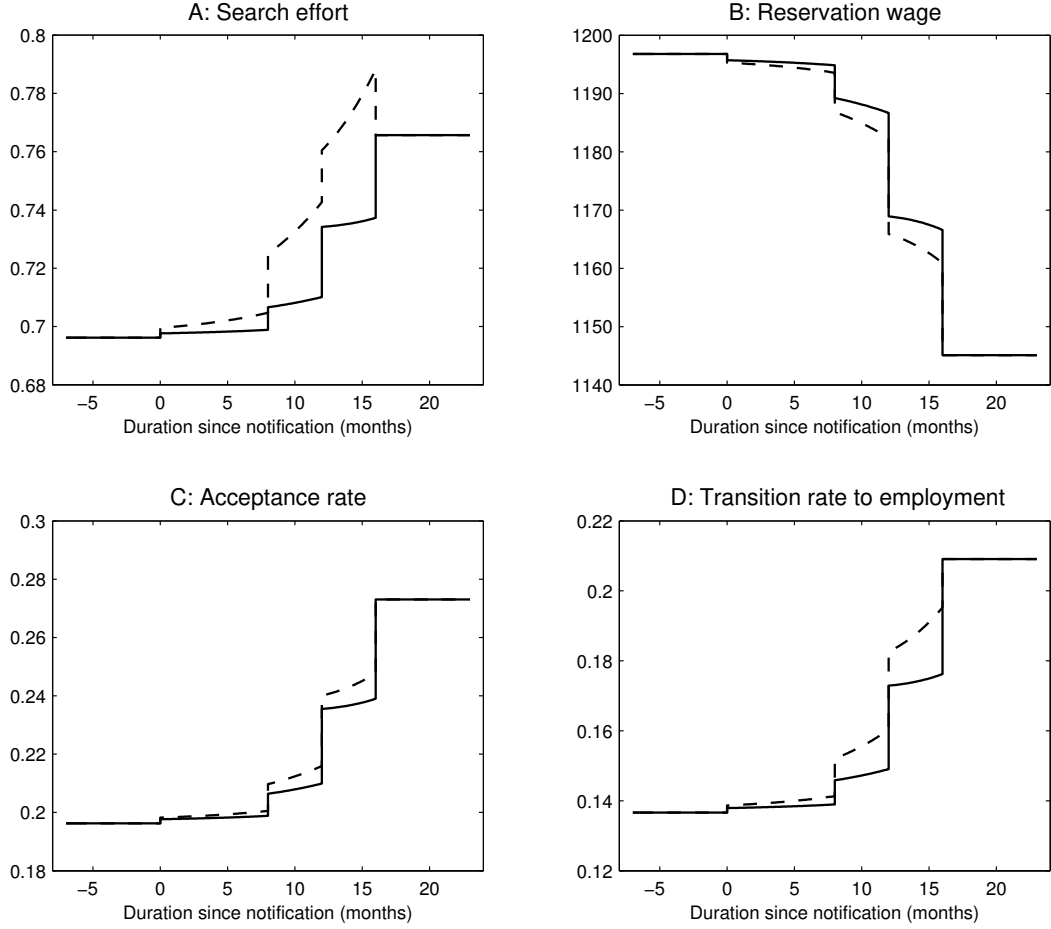 A: Search effort
0.8
0.78
0.76
0.74
0.72
0.7
0.68
−5 0 5 10 15 20
Duration since notification (months)
B: Reservation wage
1200
1190
1180
1170
1160
1150
1140
−5 0 5 10 15 20
Duration since notification (months)
C: Acceptance rate
0.3
0.28
0.26
0.24
0.22
0.2
0.18
−5 0 5 10 15 20
Duration since notification (months)
D: Transition rate to employment
0.22
0.2
0.18
0.16
0.14
0.12
−5 0 5 10 15 20
Duration since notification (months)